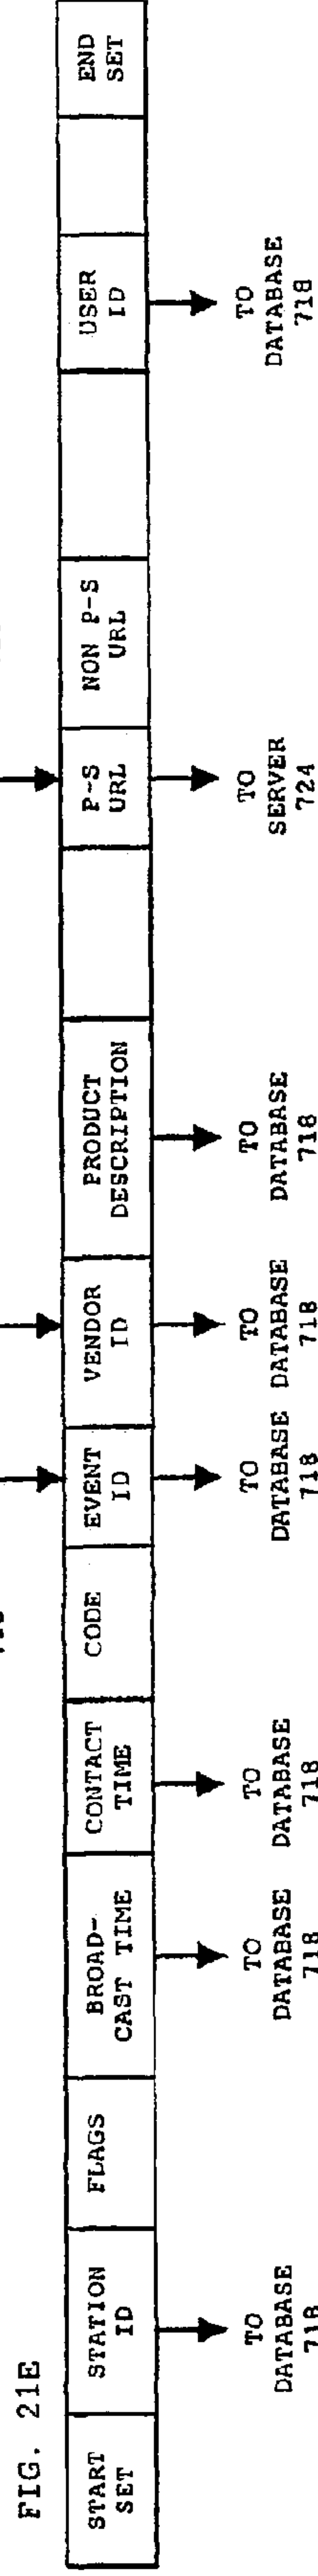 FIG. 21E
START
SET
STATION
ID
FLAGS
BROAD-
CAST TIME
CONTACT
TIME
CODE
EVENT
ID
VENDOR
ID
PRODUCT
DESCRIPTION
P-S
URL
NON P-S
URL
USER
ID
END
SET
TO
DATABASE
718
TO
DATABASE
718
TO
DATABASE
718
TO
DATABASE
718
TO
DATABASE
718
TO
DATABASE
718
TO
SERVER
724
TO
DATABASE
718